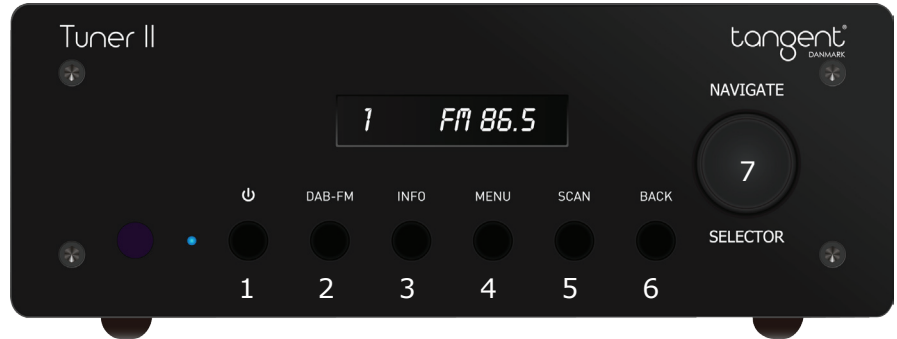 Tuner II
tangent®
DANMARK
NAVIGATE
1 FM 86.5
7
DAB-FM INFO MENU SCAN BACK
SELECTOR
1 2 3 4 5 6